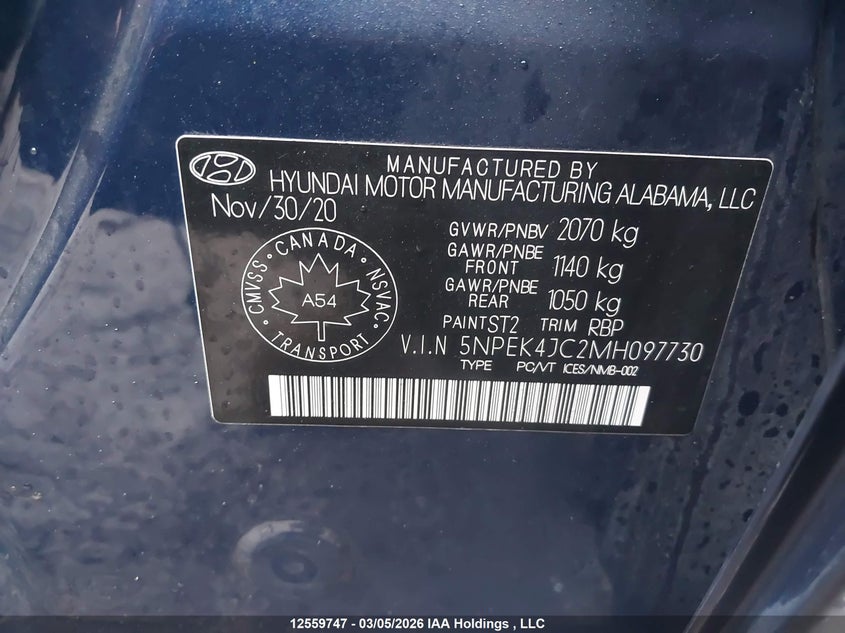 MANUFACTURED BY
HYUNDAI MOTOR MANUFACTURING ALABAMA, LLC
Nov/30/20
GVWR/PNBV 2070 kg
GAWR/PNBE FRONT 1140 kg
GAWR/PNBE REAR 1050 kg
PAINT ST2 TRIM RBP
CANADA
CMVSS
NSVAC
A54
TRANSPORT
V.I.N 5NPEK4JC2MH097730
TYPE PC/VT ICES/NMB-002
12559747 - 03/05/2026 IAA Holdings , LLC